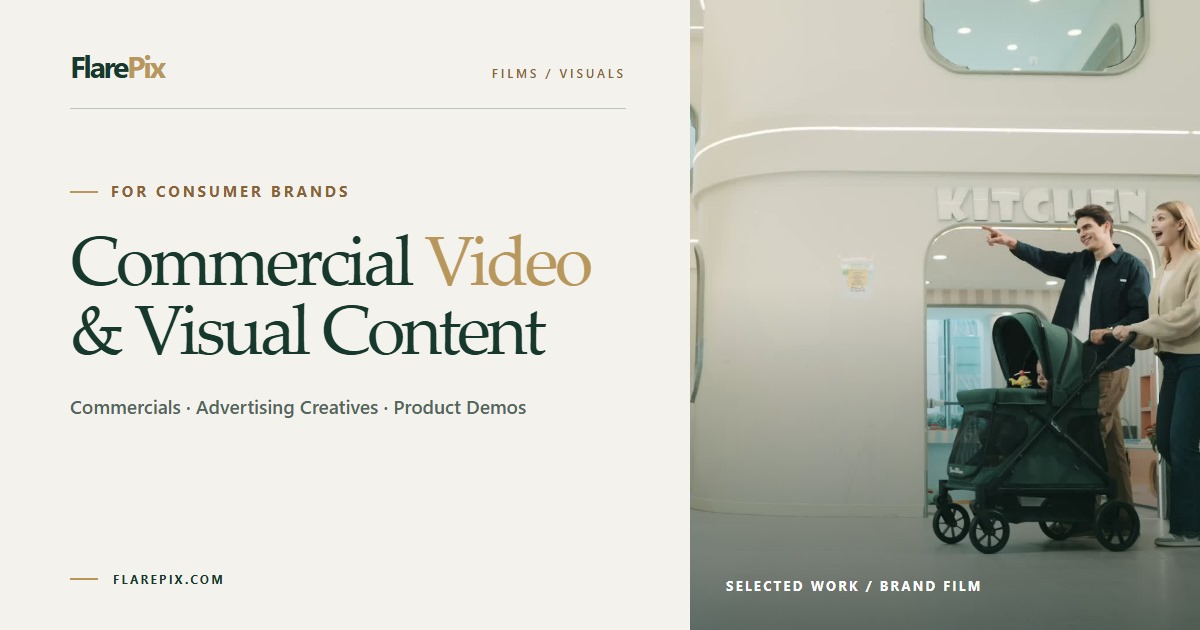 FlarePix
FILMS / VISUALS
FOR CONSUMER BRANDS
Commercial Video
& Visual Content
Commercials · Advertising Creatives · Product Demos
FLAREPIX.COM
KITCHEN
SELECTED WORK / BRAND FILM